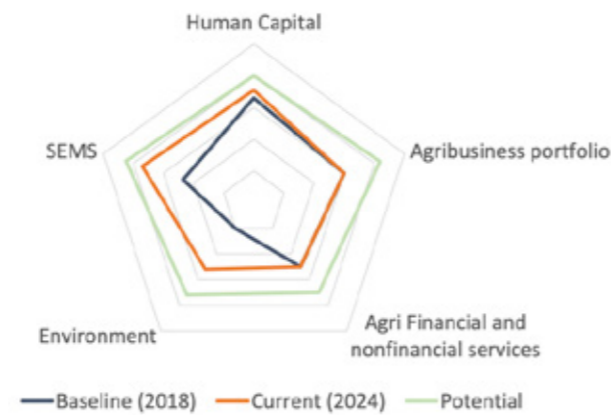 Human Capital
SEMS
Agribusiness portfolio
Environment
Agri Financial and
nonfinancial services
Baseline (2018) Current (2024) Potential